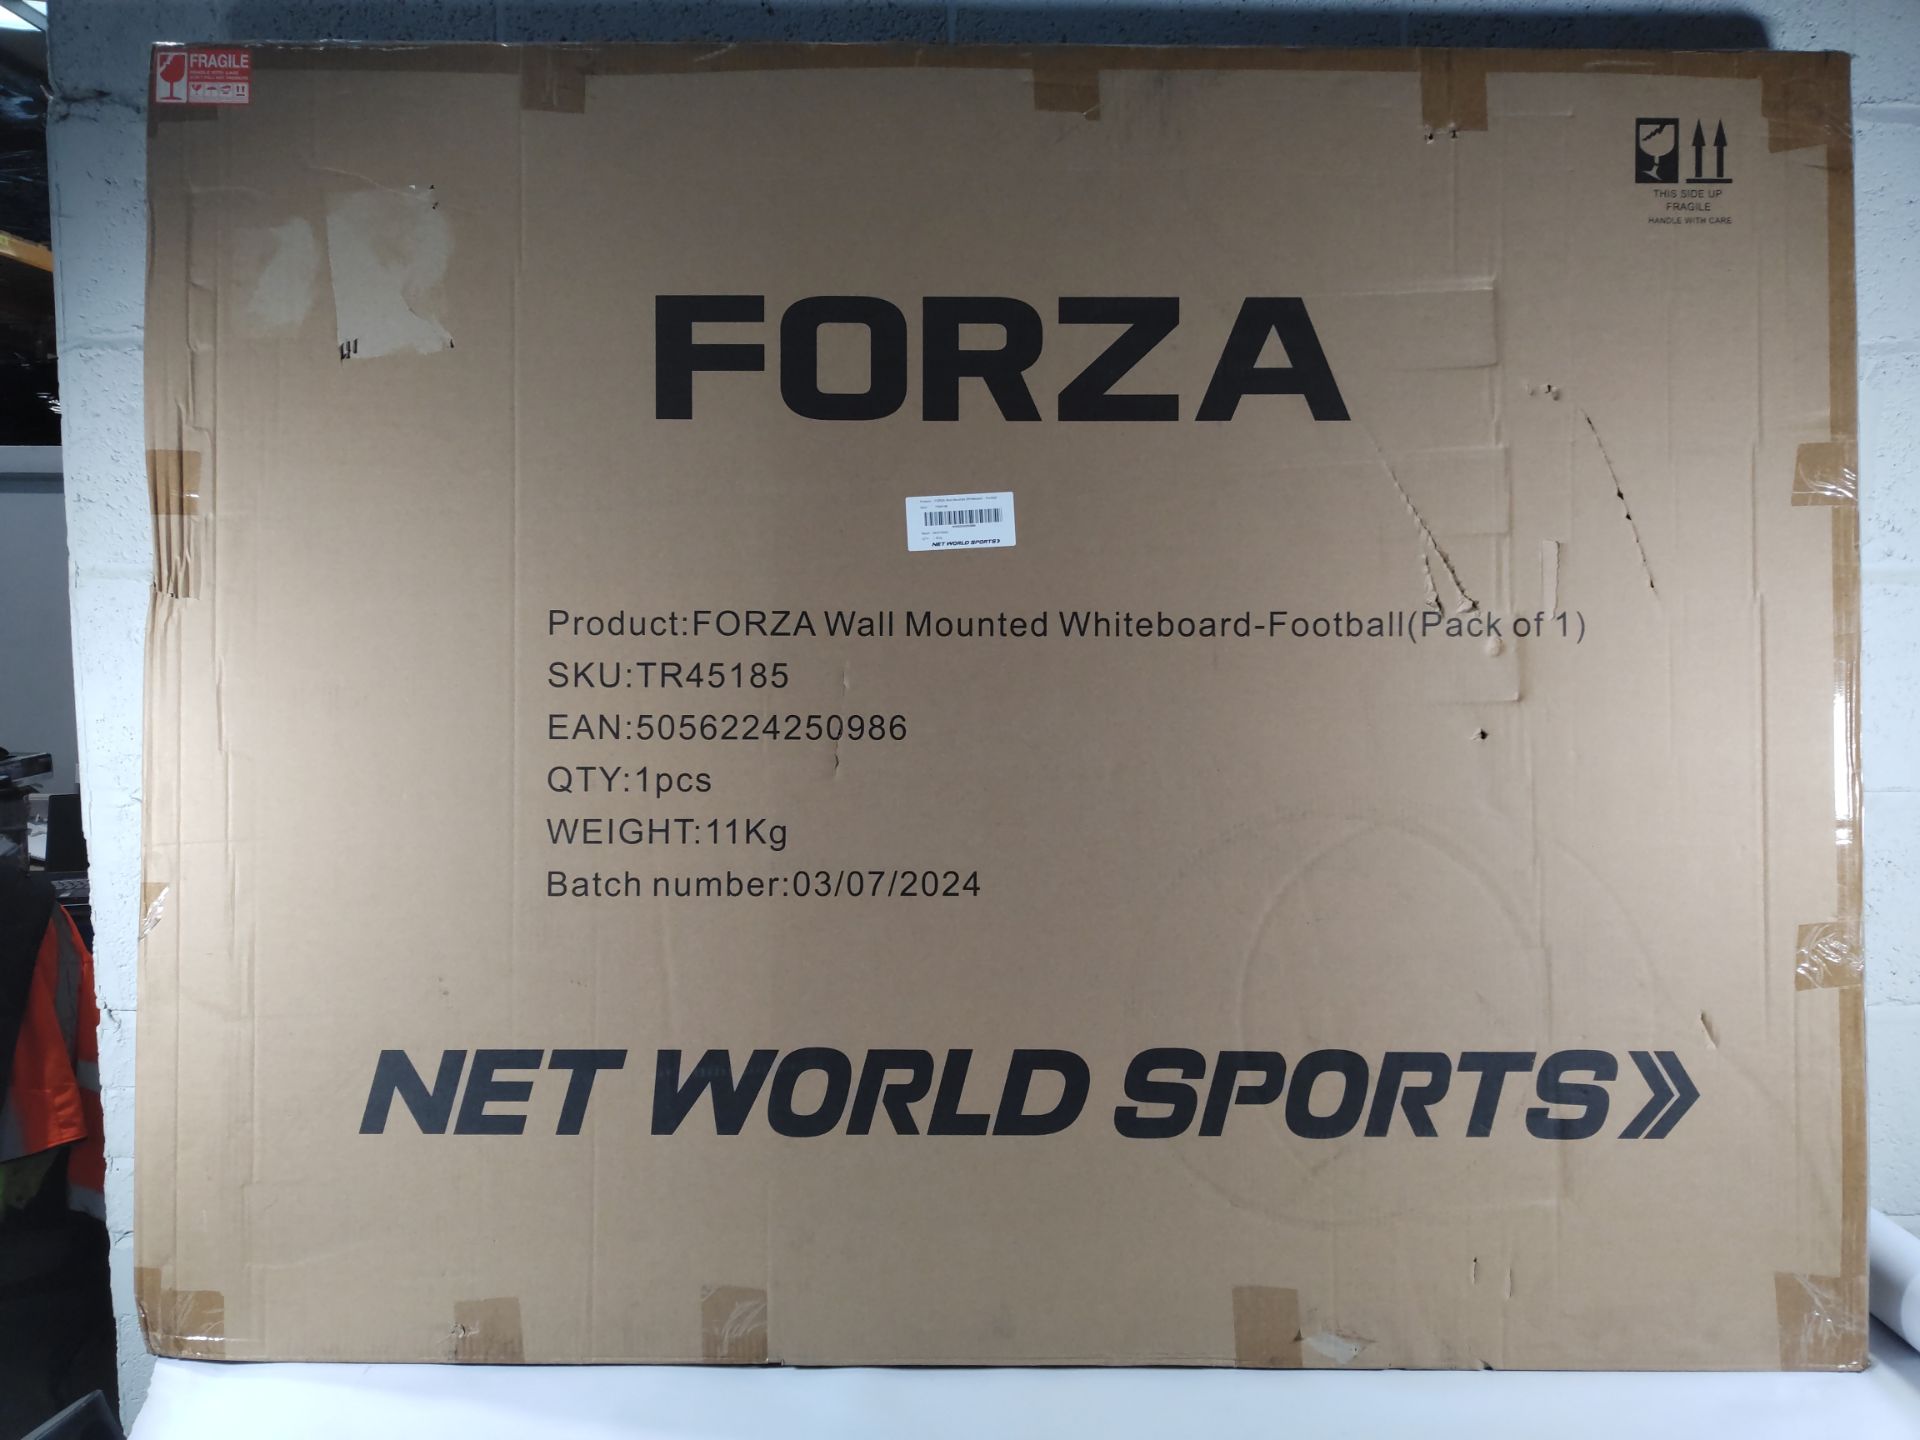 FRAGILE
THIS SIDE UP
FRAGILE
HANDLE WITH CARE
FORZA
NET WORLD SPORTS
Product:FORZA Wall Mounted Whiteboard-Football(Pack of 1)
SKU:TR45185
EAN:5056224250986
QTY:1pcs
WEIGHT:11Kg
Batch number:03/07/2024
NET WORLD SPORTS